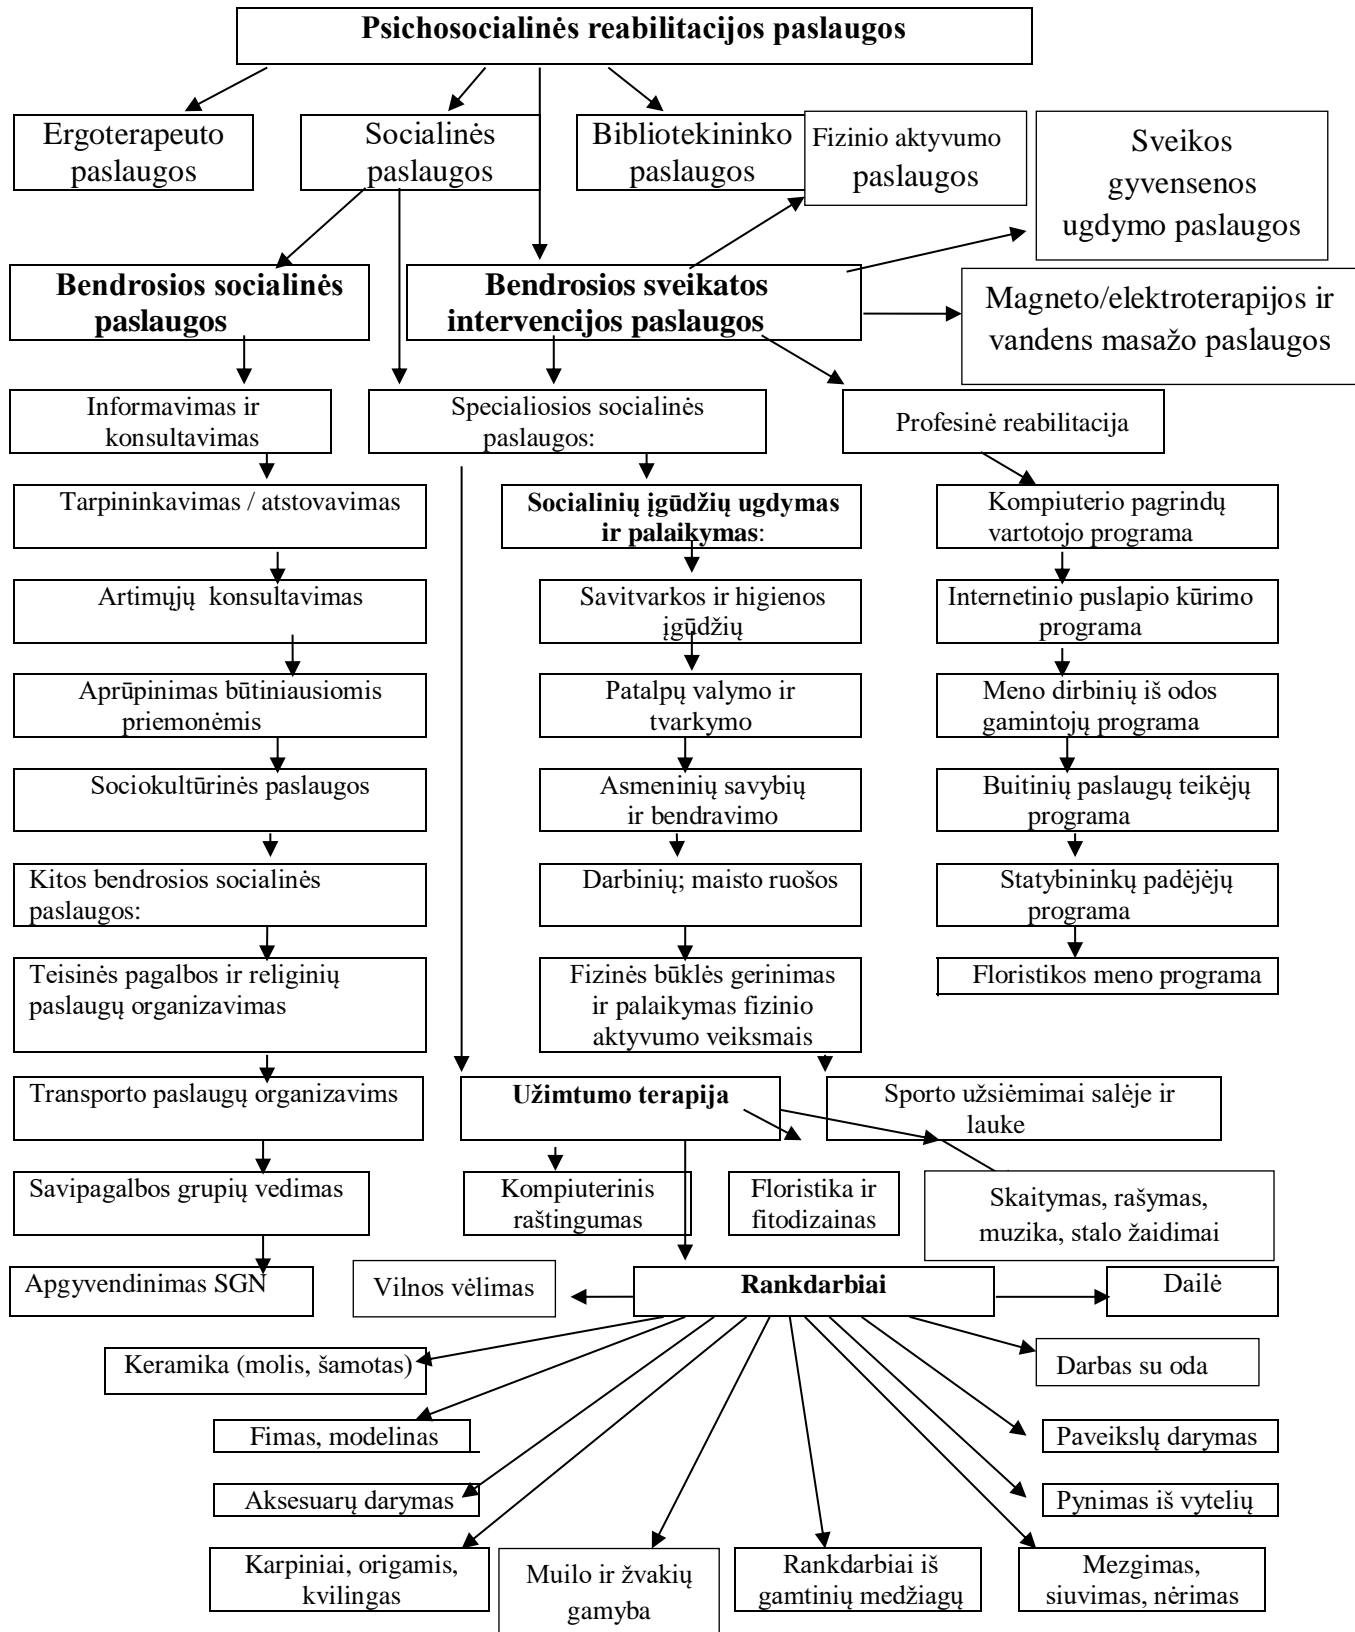 Psichosocialinės reabilitacijos paslaugos
Ergoterapeuto
paslaugos
Socialinės
paslaugos
Bibliotekininko
paslaugos
Fizinio aktyvumo
paslaugos
Sveikos
gyvensenos
ugdymo paslaugos
Bendrosios socialinės
paslaugos
Bendrosios sveikatos
intervencijos paslaugos
Magneto/elektroterapijos ir
vandens masažo paslaugos
Informavimas ir
konsultavimas
Specialiosios socialinės
paslaugos:
Profesinė reabilitacija
Tarpininkavimas / atstovavimas
Socialinių įgūdžių ugdymas
ir palaikymas:
Kompiuterio pagrindų
vartotojo programa
Artimųjų konsultavimas
Savitvarkos ir higienos
įgūdžių
Internetinio puslapio kūrimo
programa
Aprūpinimas būtiniausiomis
priemonėmis
Patalpų valymo ir
tvarkymo
Meno dirbinių iš odos
gamintojų programa
Sociokultūrinės paslaugos
Asmeninių savybių
ir bendravimo
Buitinių paslaugų teikėjų
programa
Kitos bendrosios socialinės
paslaugos:
Darbinių; maisto ruošos
Statybininkų padėjėjų
programa
Teisinės pagalbos ir religinių
paslaugų organizavimas
Fizinės būklės gerinimas
ir palaikymas fizinio
aktyvumo veiksmais
Floristikos meno programa
Transporto paslaugų organizavims
Užimtumo terapija
Sporto užsiėmimai salėje ir
lauke
Savipagalbos grupių vedimas
Kompiuterinis
raštingumas
Floristika ir
fitodizainas
Skaitymas, rašymas,
muzika, stalo žaidimai
Apgyvendinimas SGN
Vilnos vėlimas
Rankdarbiai
Dailė
Keramika (molis, šamotas)
Darbas su oda
Fimas, modelinas
Paveikslų darymas
Aksesuarų darymas
Pynimas iš vytelių
Karpiniai, origamis,
kvilingas
Muilo ir žvakių
gamyba
Rankdarbiai iš
gamtinių medžiagų
Mezgimas,
siuvimas, nėrimas